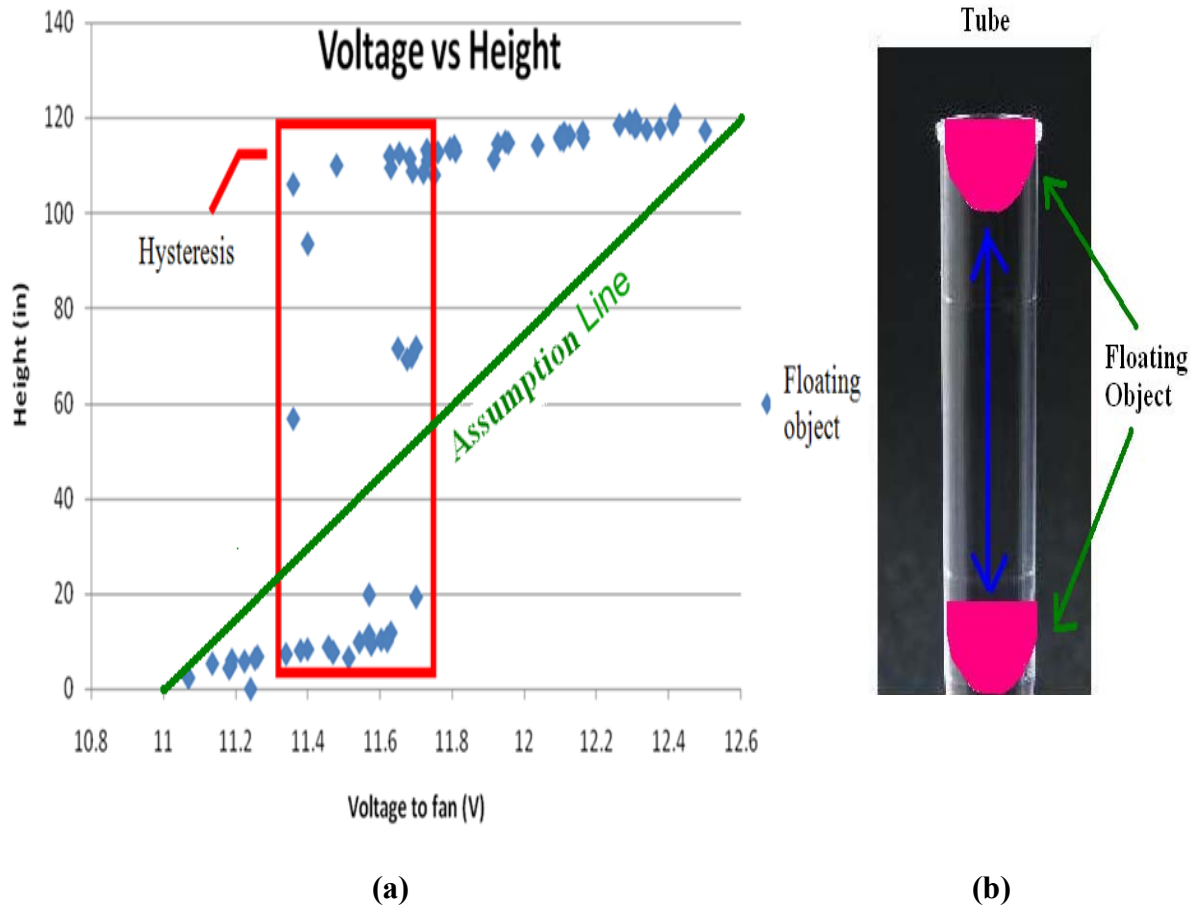 Voltage vs Height
140
120
100
80
60
40
20
0
Height (in)
Hysteresis
Assumption Line
10.8 11 11.2 11.4 11.6 11.8 12 12.2 12.4 12.6
Voltage to fan (V)
Floating
object
(a)
Tube
Floating
Object
(b)